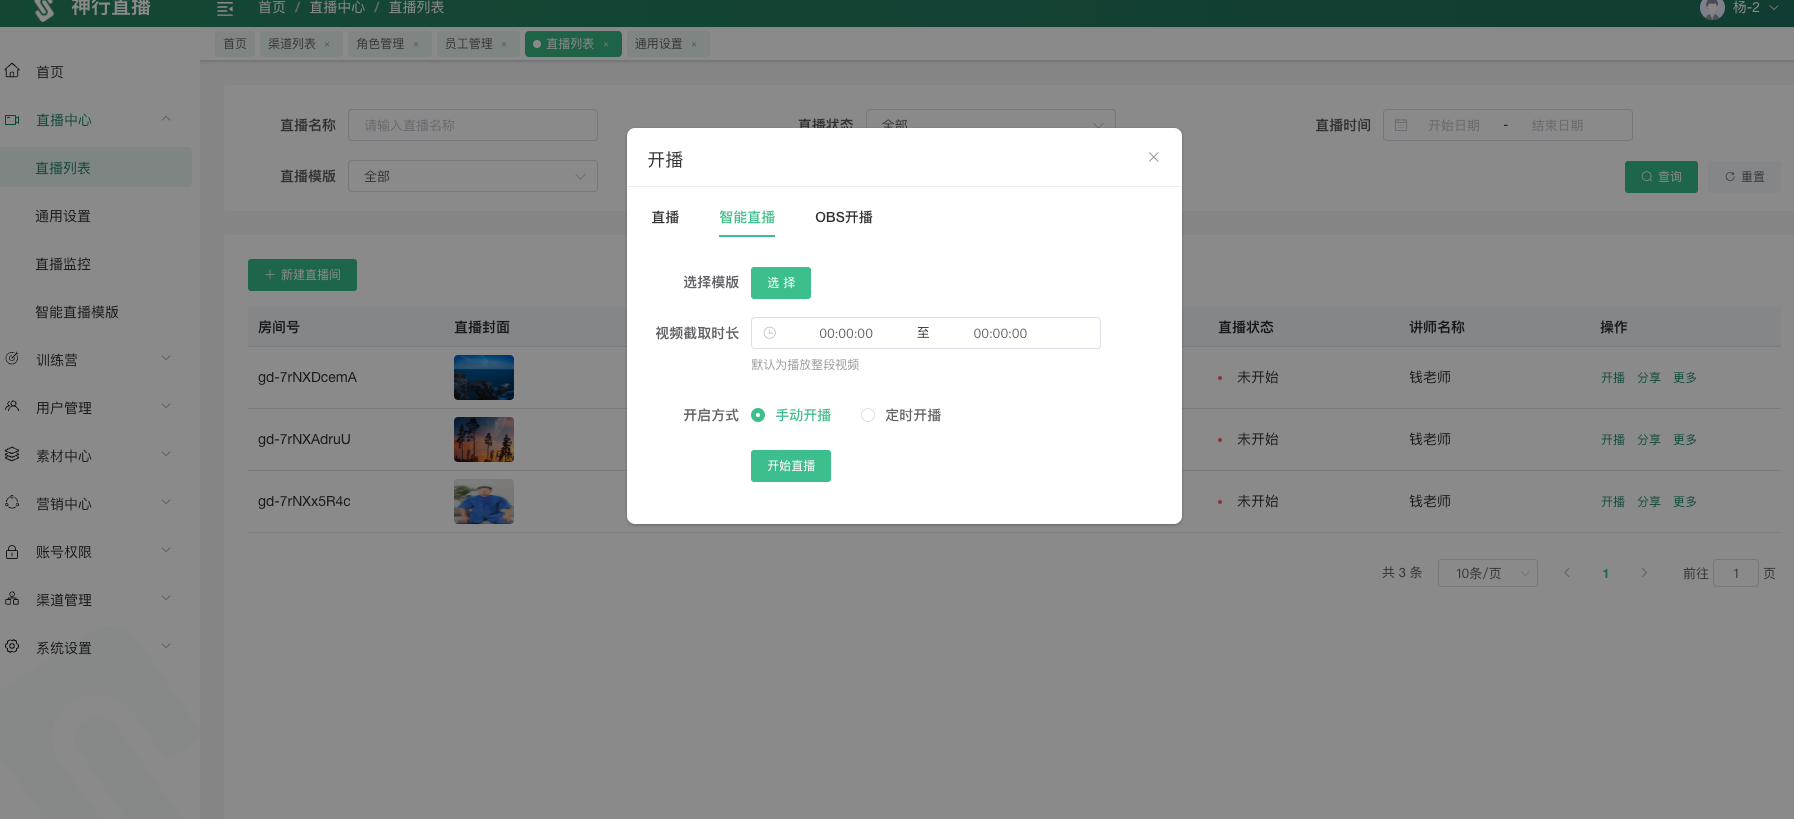 神行直播
首页 / 直播中心 / 直播列表
杨-2
首页
渠道列表 ×
角色管理 ×
员工管理 ×
直播列表 ×
通用设置 ×
首页
直播中心
直播列表
通用设置
直播监控
智能直播模版
训练营
用户管理
素材中心
营销中心
账号权限
渠道管理
系统设置
直播名称 请输入直播名称
直播状态 全部
直播时间 开始日期 - 结束日期
直播模版 全部
查询
重置
新建直播间
房间号 直播封面 直播状态 讲师名称 操作
gd-7rNXDcemA 未开始 钱老师 开播 分享 更多
gd-7rNXAdruU 未开始 钱老师 开播 分享 更多
gd-7rNXx5R4c 未开始 钱老师 开播 分享 更多
共 3 条 10条/页 1 前往 1 页
开播
直播 智能直播 OBS开播
选择模版 选 择
视频截取时长 00:00:00 至 00:00:00
默认为播放整段视频
开启方式 手动开播 定时开播
开始直播